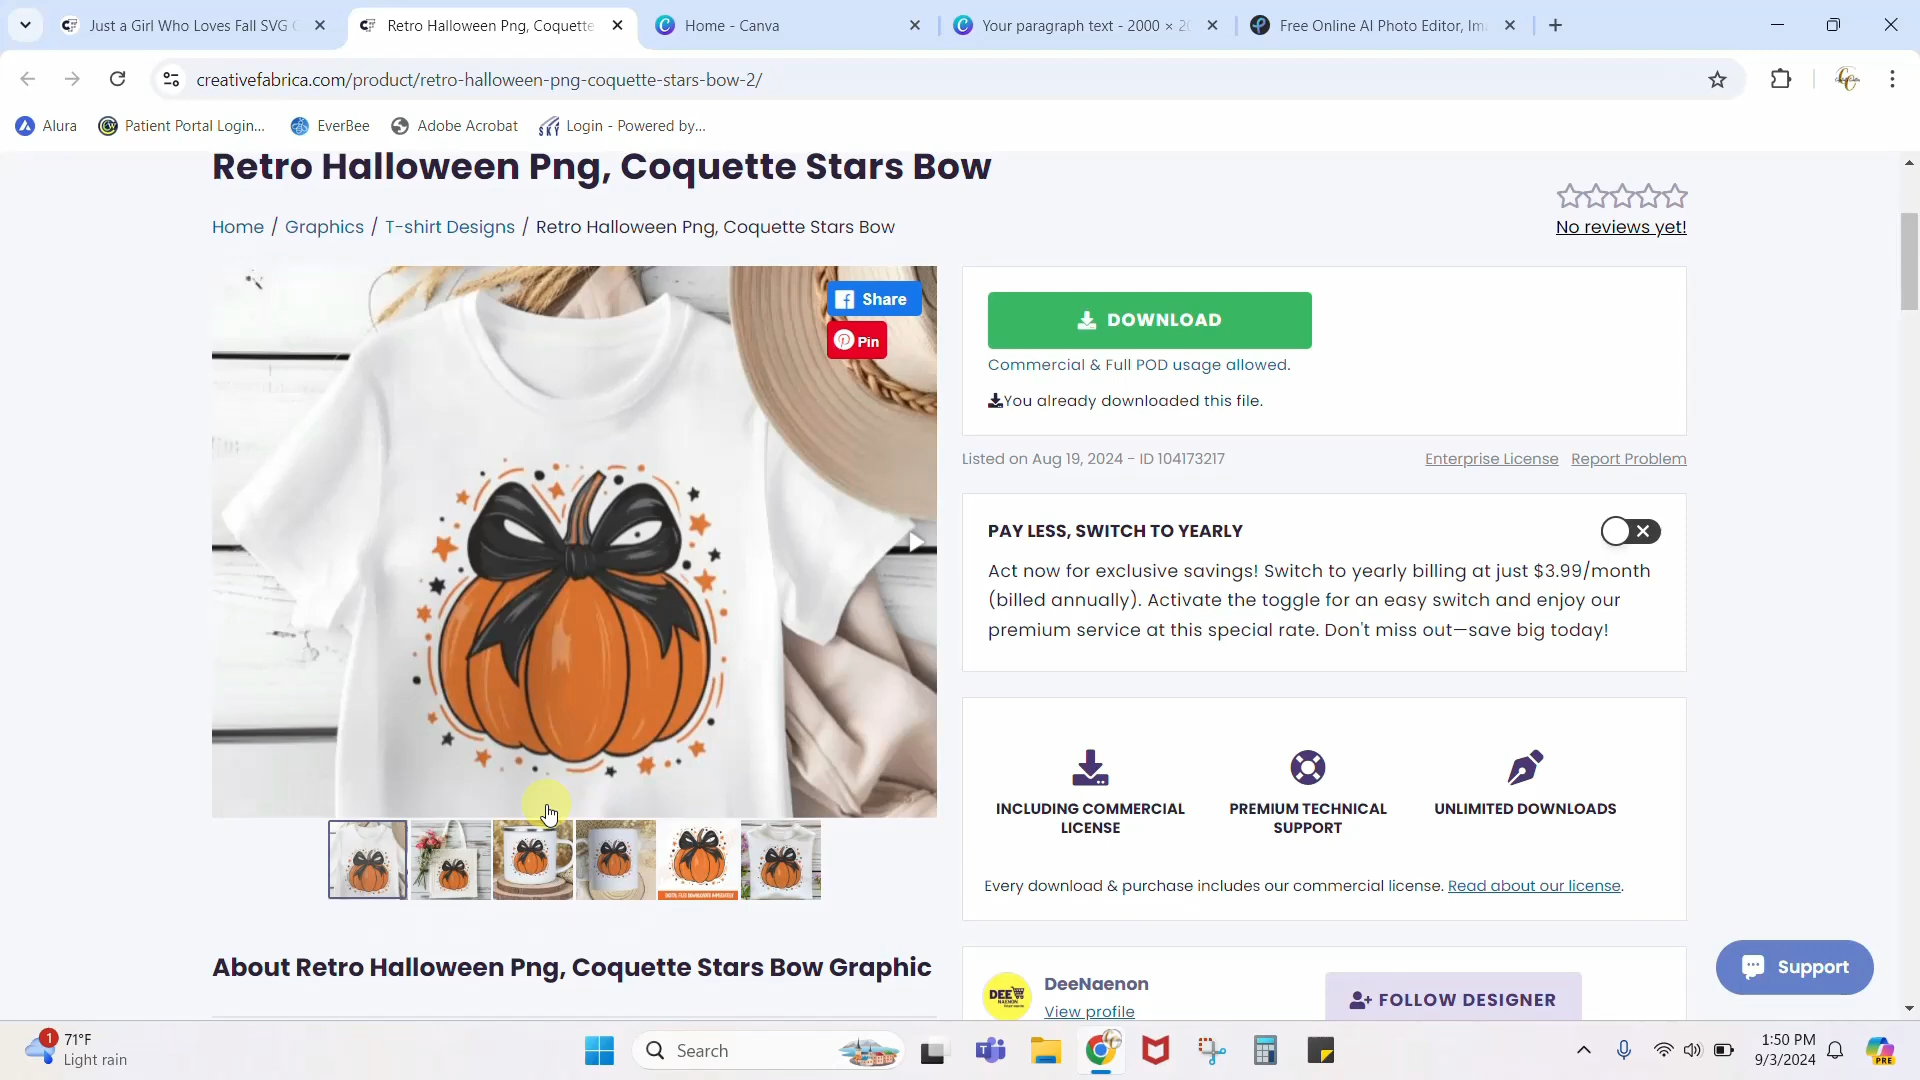 Just a Girl Who Loves Fall SVG C
Retro Halloween Png, Coquette
Home - Canva
Your paragraph text - 2000 × 20
Free Online AI Photo Editor, Im
creativefabrica.com/product/retro-halloween-png-coquette-stars-bow-2/
Alura
Patient Portal Login...
EverBee
Adobe Acrobat
Login - Powered by...
Retro Halloween Png, Coquette Stars Bow
Home / Graphics / T-shirt Designs / Retro Halloween Png, Coquette Stars Bow
No reviews yet!
Share
Pin
DOWNLOAD
Commercial & Full POD usage allowed.
You already downloaded this file.
Listed on Aug 19, 2024 - ID 104173217
Enterprise License
Report Problem
PAY LESS, SWITCH TO YEARLY
Act now for exclusive savings! Switch to yearly billing at just $3.99/month
(billed annually). Activate the toggle for an easy switch and enjoy our
premium service at this special rate. Don't miss out—save big today!
INCLUDING COMMERCIAL
LICENSE
PREMIUM TECHNICAL
SUPPORT
UNLIMITED DOWNLOADS
Every download & purchase includes our commercial license. Read about our license.
About Retro Halloween Png, Coquette Stars Bow Graphic
DEE
DeeNaenon
View profile
FOLLOW DESIGNER
Support
1
71°F
Light rain
Search
1:50 PM
9/3/2024
PRE